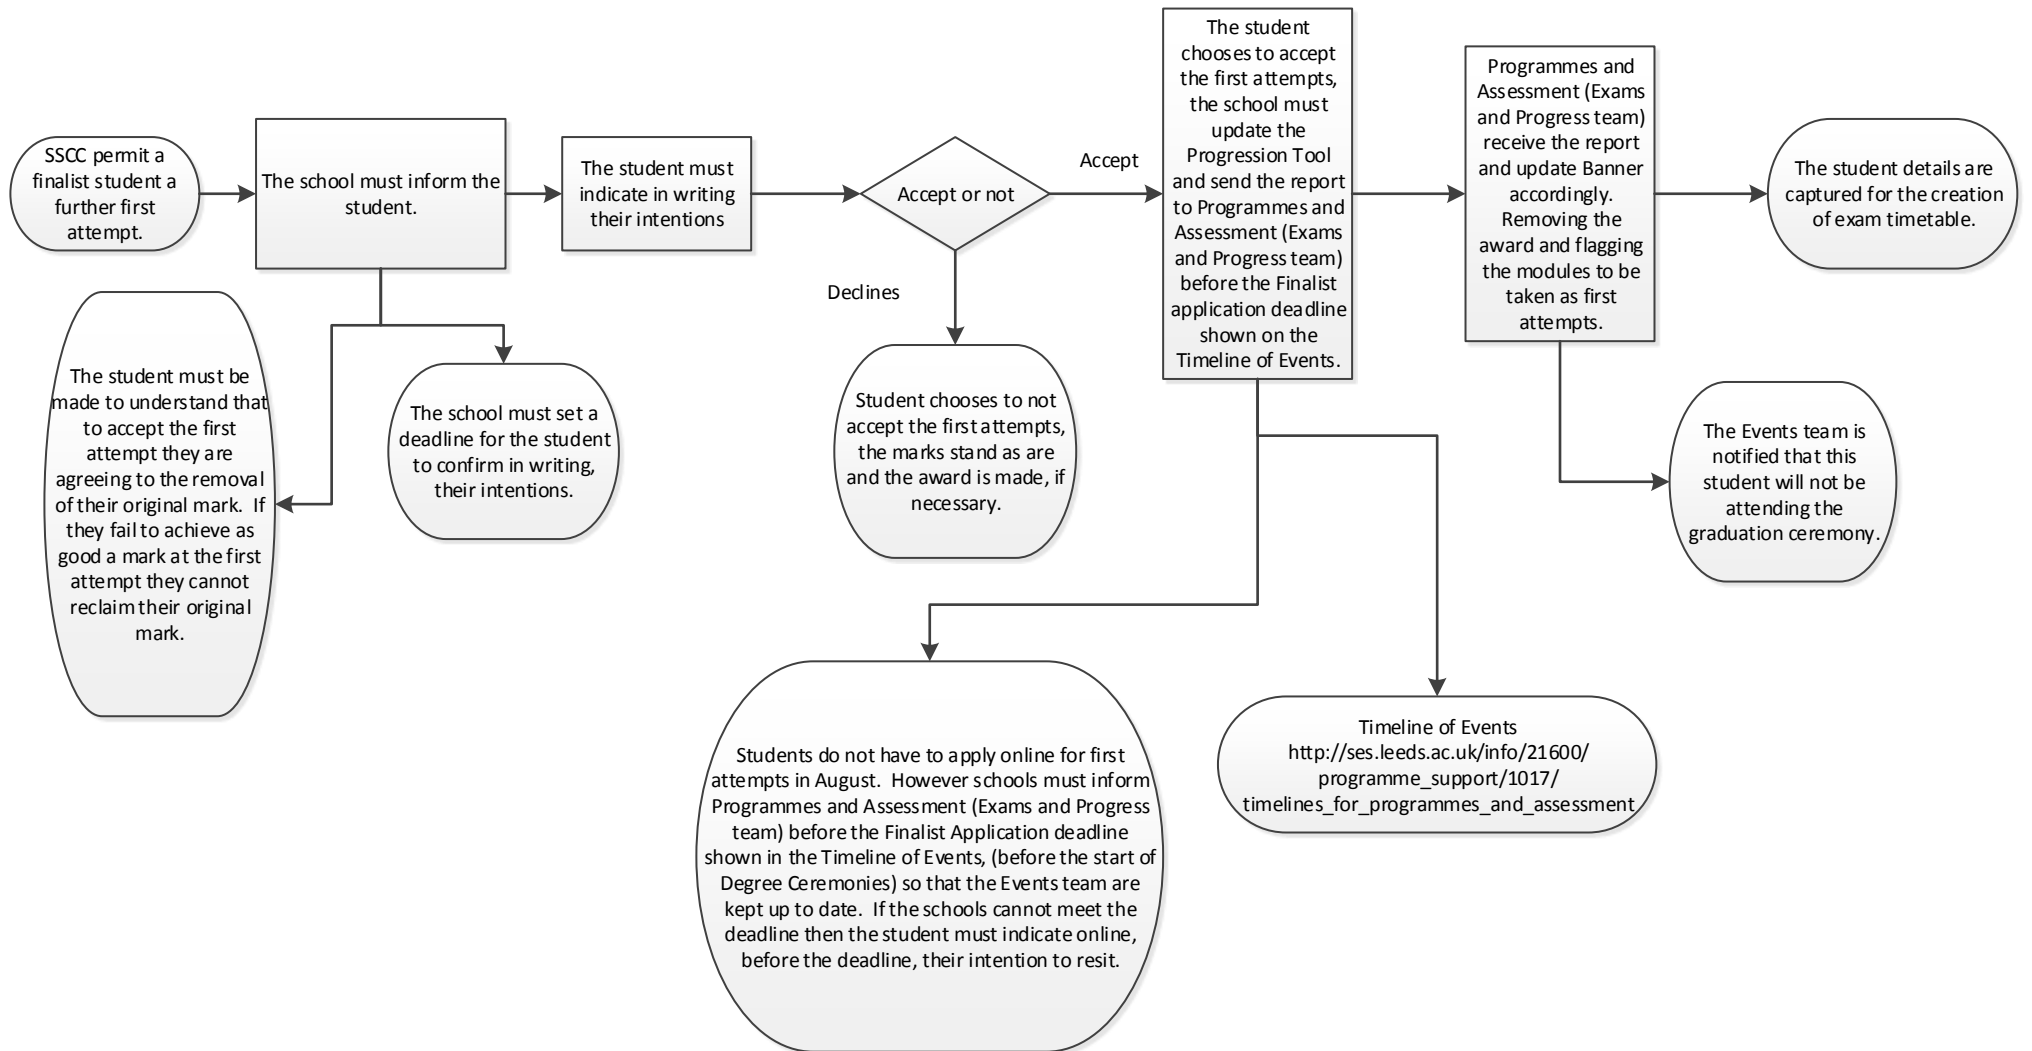 SSCC permit a
finalist student a
further first
attempt.
The school must inform the
student.
The student must
indicate in writing
their intentions
Accept or not
Accept
Declines
The student
chooses to accept
the first attempts,
the school must
update the
Progression Tool
and send the report
to Programmes and
Assessment (Exams
and Progress team)
before the Finalist
application deadline
shown on the
Timeline of Events.
Programmes and
Assessment (Exams
and Progress team)
receive the report
and update Banner
accordingly.
Removing the
award and flagging
the modules to be
taken as first
attempts.
The student details are
captured for the creation
of exam timetable.
The student must be
made to understand that
to accept the first
attempt they are
agreeing to the removal
of their original mark.  If
they fail to achieve as
good a mark at the first
attempt they cannot
reclaim their original
mark.
The school must set a
deadline for the student
to confirm in writing,
their intentions.
Student chooses to not
accept the first attempts,
the marks stand as are
and the award is made, if
necessary.
The Events team is
notified that this
student will not be
attending the
graduation ceremony.
Students do not have to apply online for first
attempts in August.  However schools must inform
Programmes and Assessment (Exams and Progress
team) before the Finalist Application deadline
shown in the Timeline of Events, (before the start of
Degree Ceremonies) so that the Events team are
kept up to date.  If the schools cannot meet the
deadline then the student must indicate online,
before the deadline, their intention to resit.
Timeline of Events
http://ses.leeds.ac.uk/info/21600/
programme_support/1017/
timelines_for_programmes_and_assessment